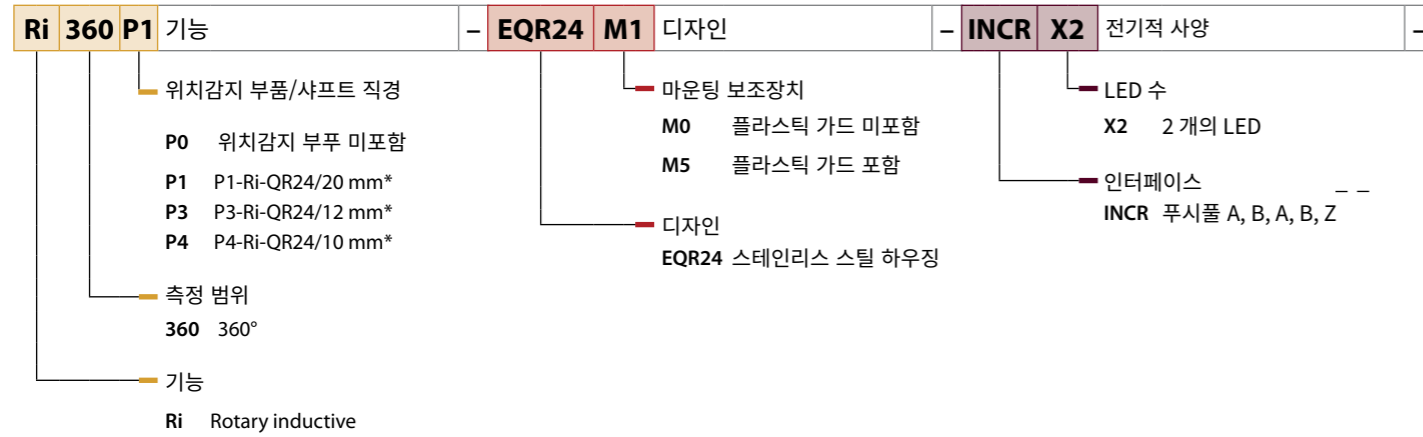 Ri 360 P1 기능 – EQR24 M1 디자인 – INCR X2 전기적 사양 –
위치감지 부품/샤프트 직경
P0 위치감지 부푸 미포함
P1 P1-Ri-QR24/20 mm*
P3 P3-Ri-QR24/12 mm*
P4 P4-Ri-QR24/10 mm*
측정 범위
360 360°
기능
Ri Rotary inductive
마운팅 보조장치
M0 플라스틱 가드 미포함
M5 플라스틱 가드 포함
디자인
EQR24 스테인리스 스틸 하우징
LED 수
X2 2 개의 LED
인터페이스 _ _
INCR 푸시풀 A, B, A, B, Z